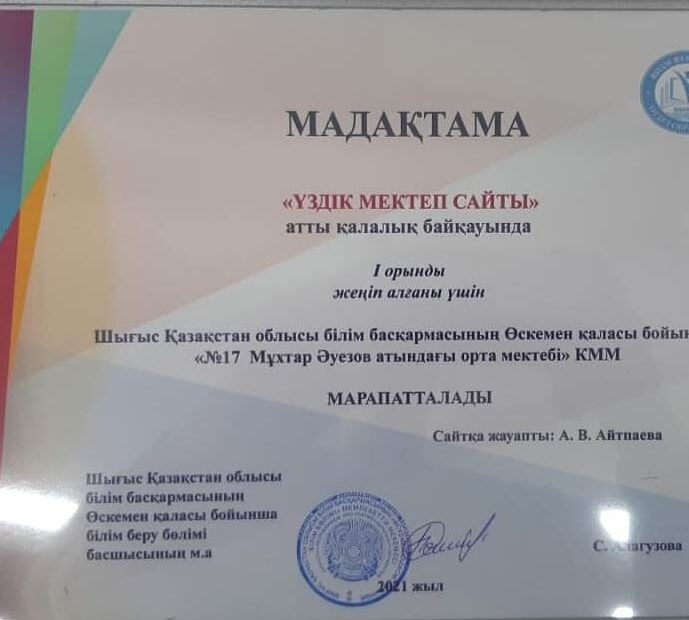 МАДАҚТАМА
«ҮЗДІК МЕКТЕП САЙТЫ»
атты қалалық байқауында
I орынды
жеңіп алғаны үшін
Шығыс Қазақстан облысы білім басқармасының Өскемен қаласы
«№17 Мұхтар Әуезов атындағы орта мектебі» КММ
МАРАПАТТАЛАДЫ
Сайтқа жауапты: А. В. Айтпаева
Шығыс Қазақстан облысы
білім басқармасының
Өскемен қаласы бойынша
білім беру бөлімі
басшысының м.а
С.
2021 жыл